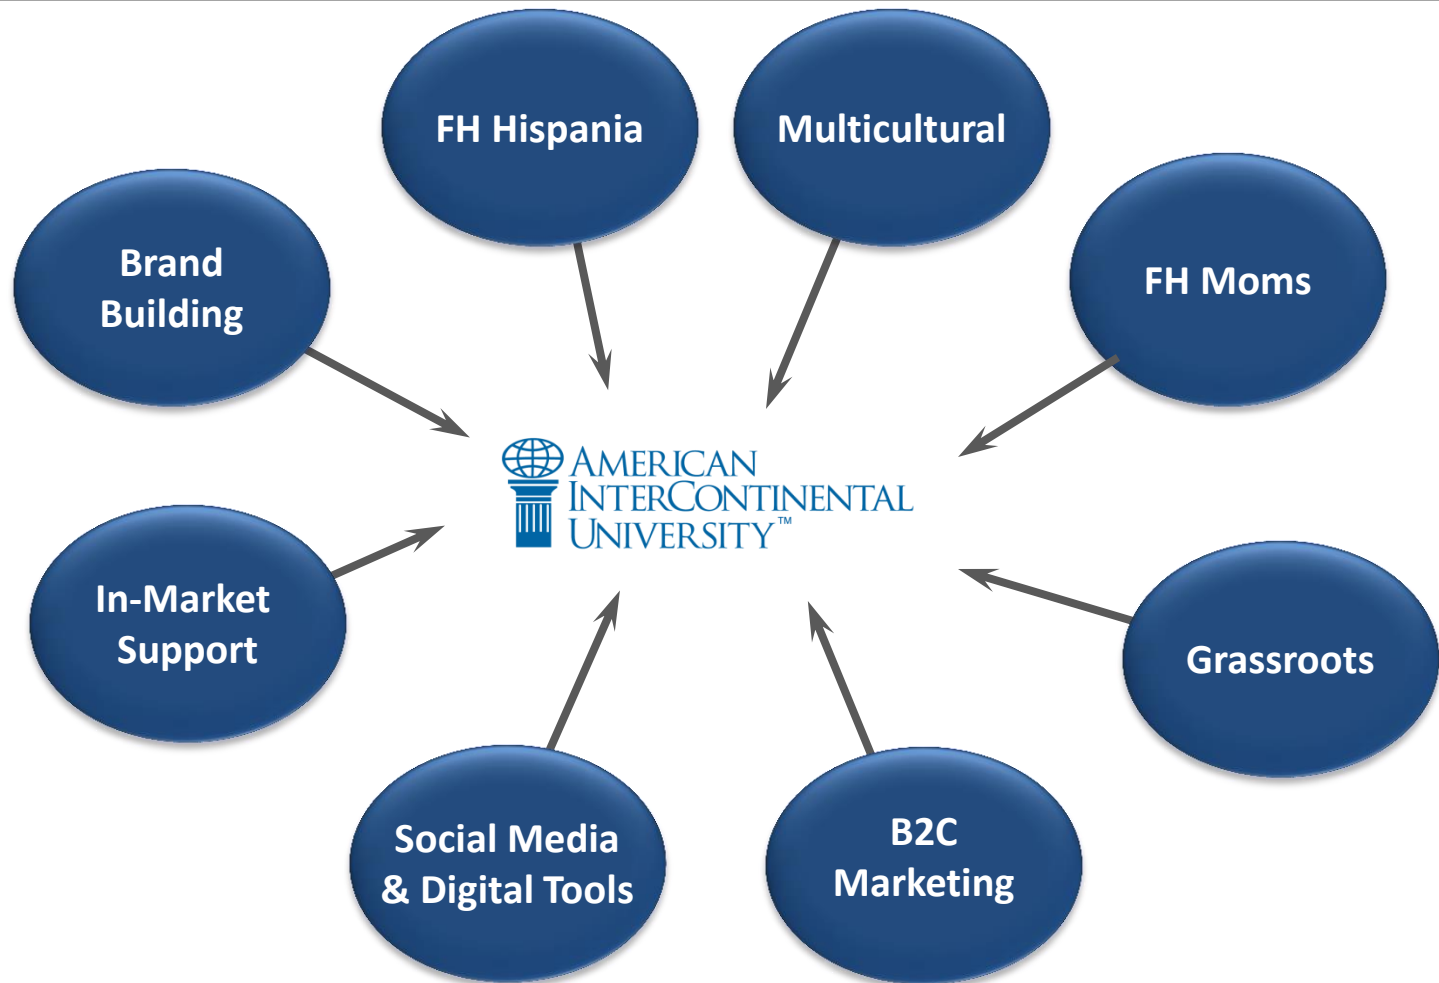 FH Hispania
Multicultural
Brand
Building
FH Moms
AMERICAN
INTERCONTINENTAL
UNIVERSITY™
In-Market
Support
Grassroots
Social Media
& Digital Tools
B2C
Marketing